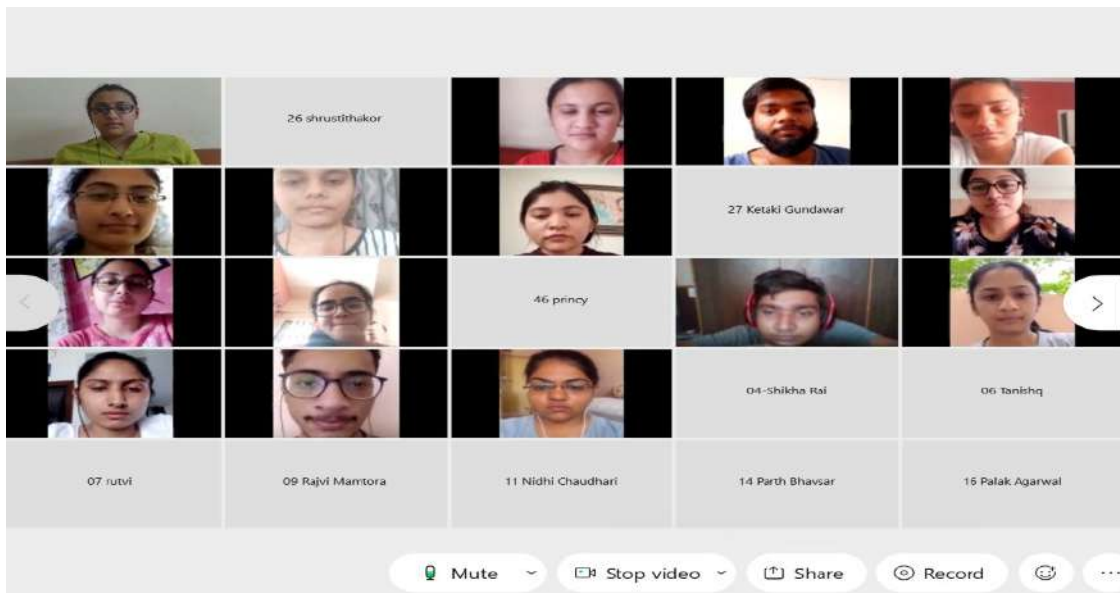 26 shrustithakor
27 Ketaki Gundawar
46 princy
04-Shikha Rai
06 Tanishq
07 rutvi
09 Rajvi Mamtora
11 Nidhi Chaudhari
14 Parth Bhavsar
16 Palak Agarwal
Mute
Stop video
Share
Record